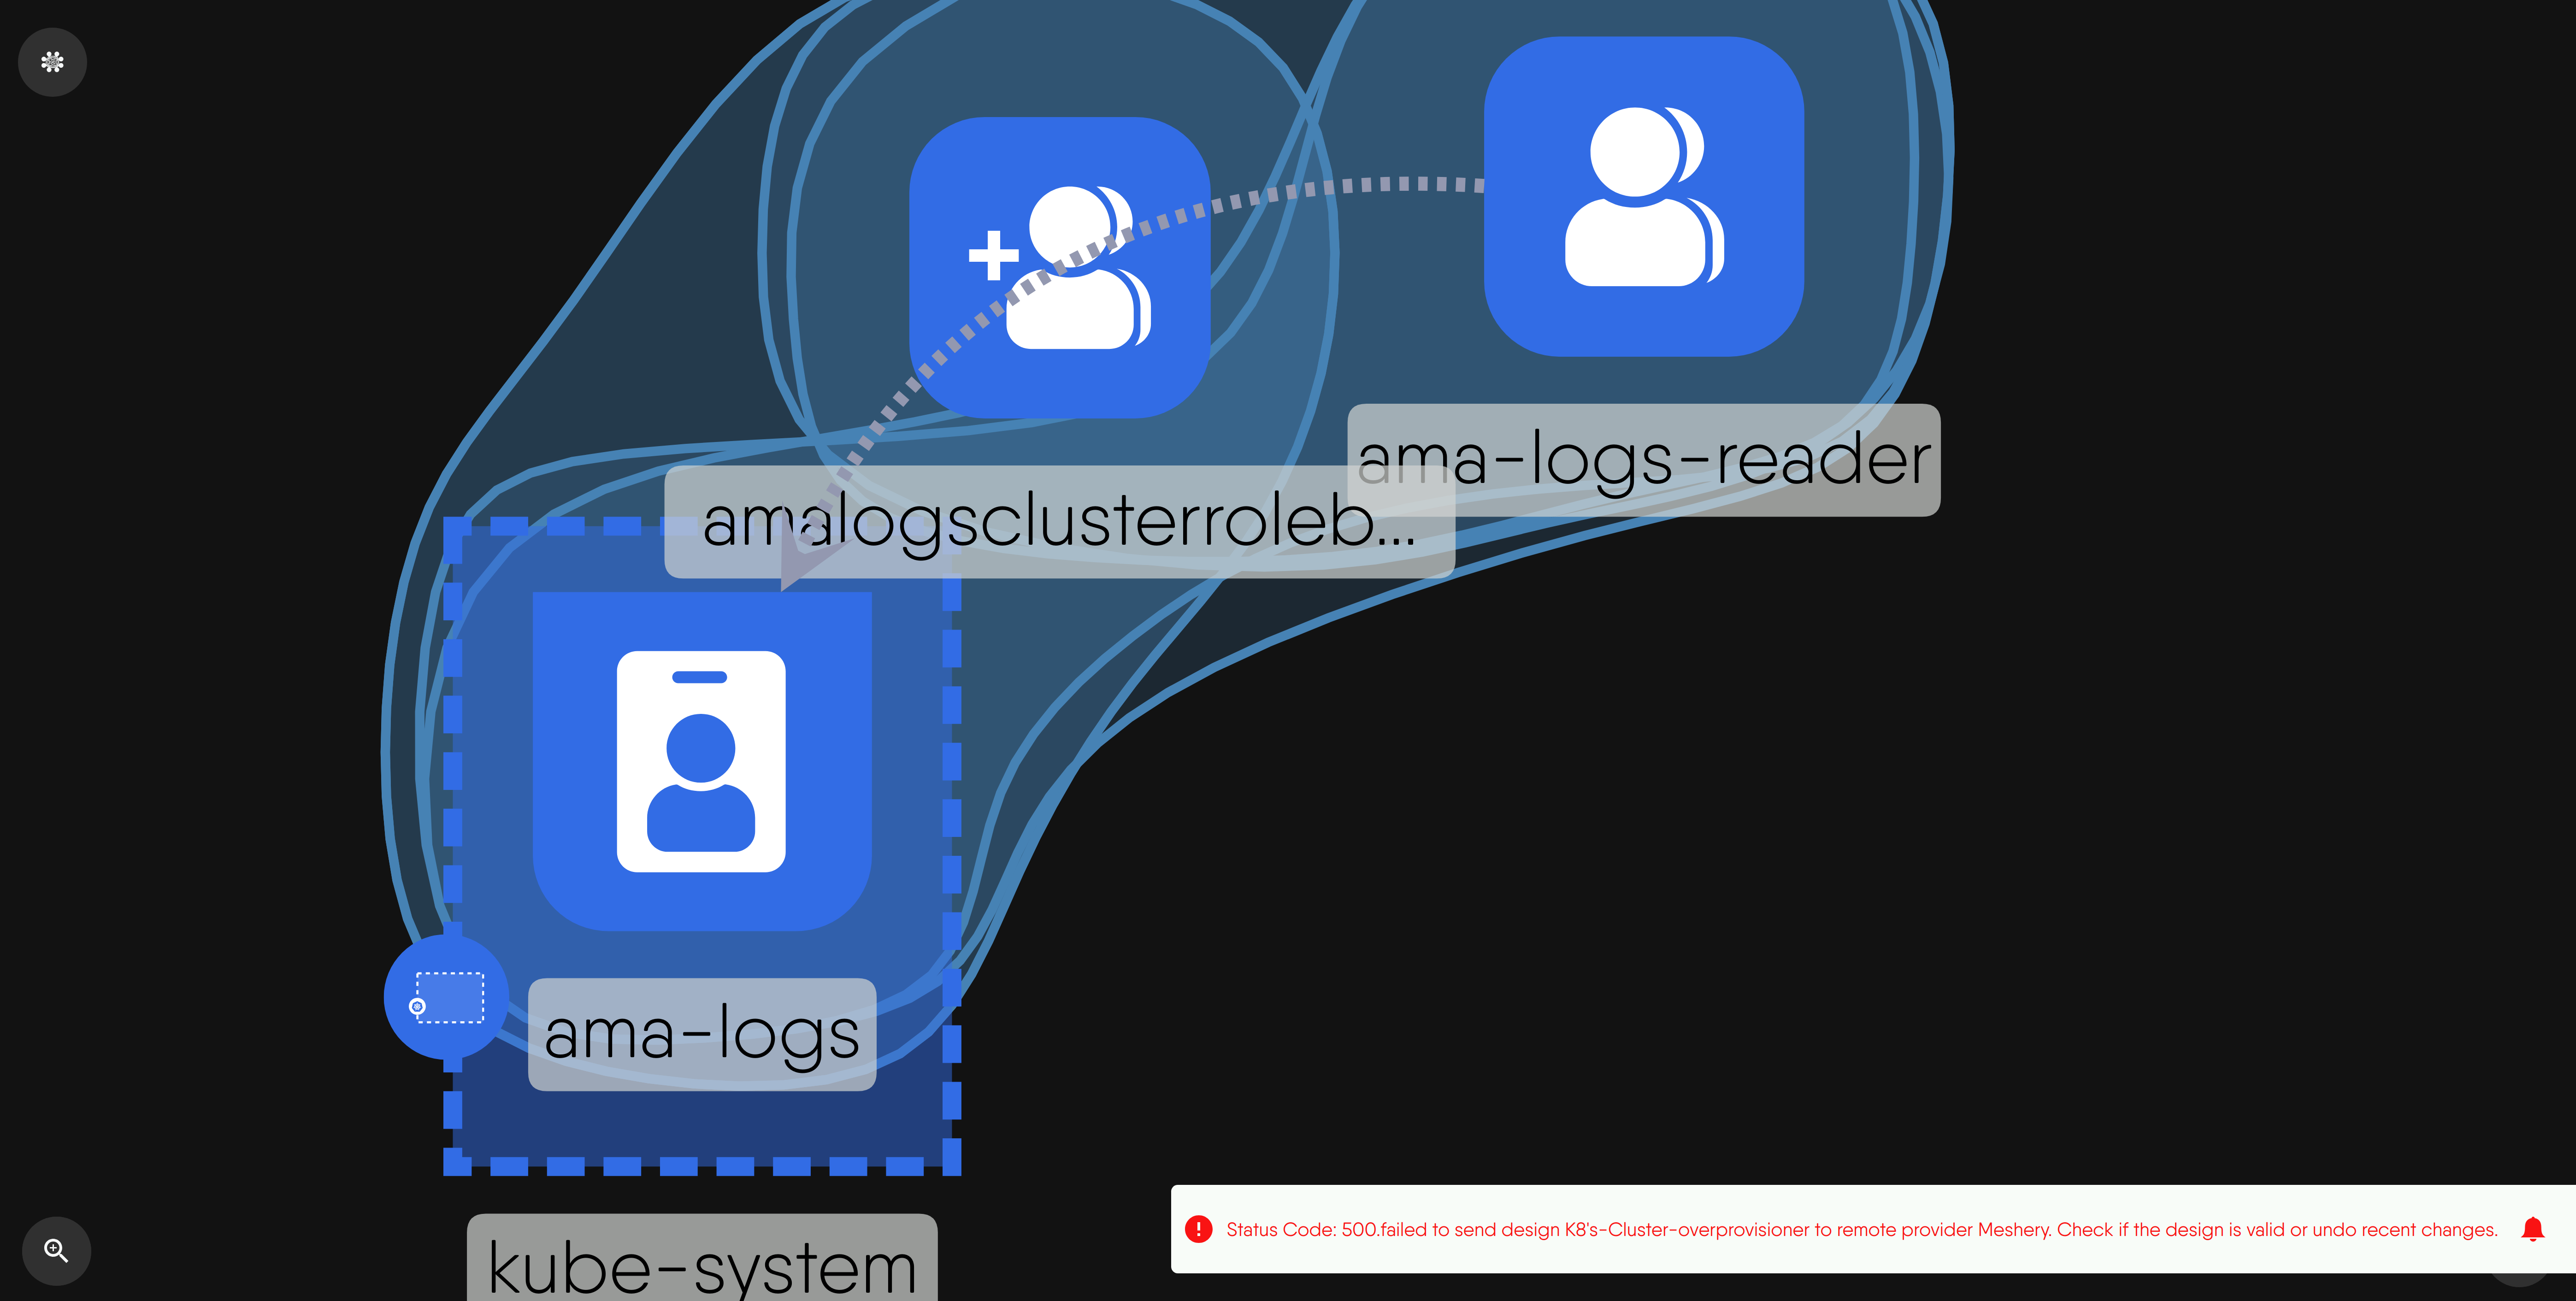 ama-logs-reader
amalogsclusterroleb...
ama-logs
kube-system
Status Code: 500.failed to send design K8's-Cluster-overprovisioner to remote provider Meshery. Check if the design is valid or undo recent changes.